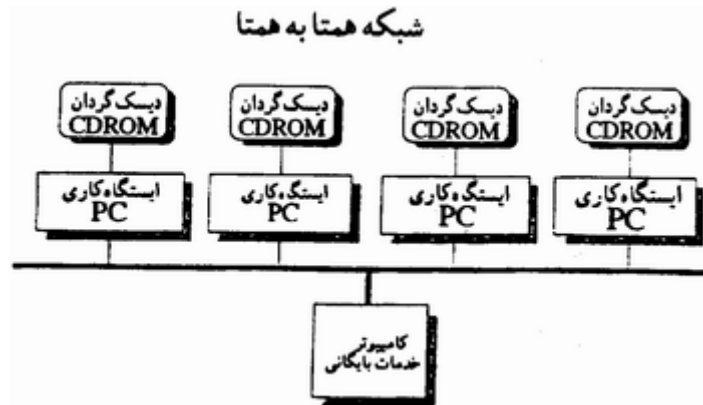 شبکه همتا به همتا
دیسک گردان
CDROM
دیسک گردان
CDROM
دیسک گردان
CDROM
دیسک گردان
CDROM
ایستگاه کاری
PC
ایستگاه کاری
PC
ایستگاه کاری
PC
ایستگاه کاری
PC
کامپیوتر
خدمات بایگانی